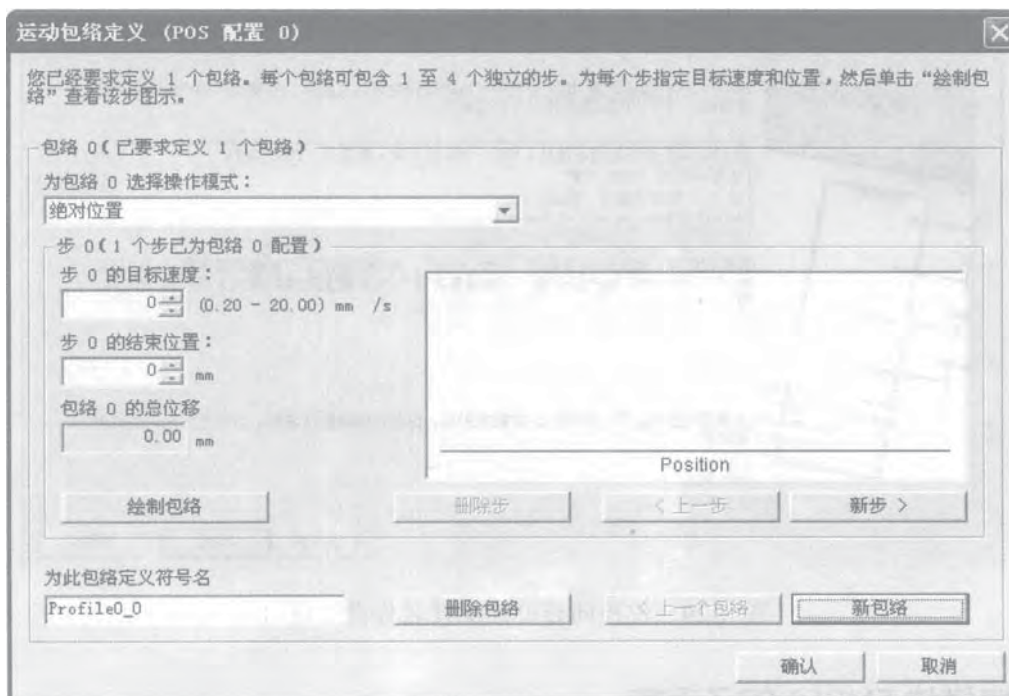 运动包络定义 (POS 配置 0)
您已经要求定义 1 个包络。每个包络可包含 1 至 4 个独立的步。为每个步指定目标速度和位置，然后单击“绘制包
络”查看该步图示。
包络 0(已要求定义 1 个包络)
为包络 0 选择操作模式：
绝对位置
步 0(1 个步已为包络 0 配置)
步 0 的目标速度：
0 (0.20 - 20.00) mm /s
步 0 的结束位置：
0 mm
包络 0 的总位移
0.00 mm
Position
绘制包络 删除步 < 上一步 新步 >
为此包络定义符号名
Profile0_0 删除包络 << 上一个包络 新包络
确认 取消